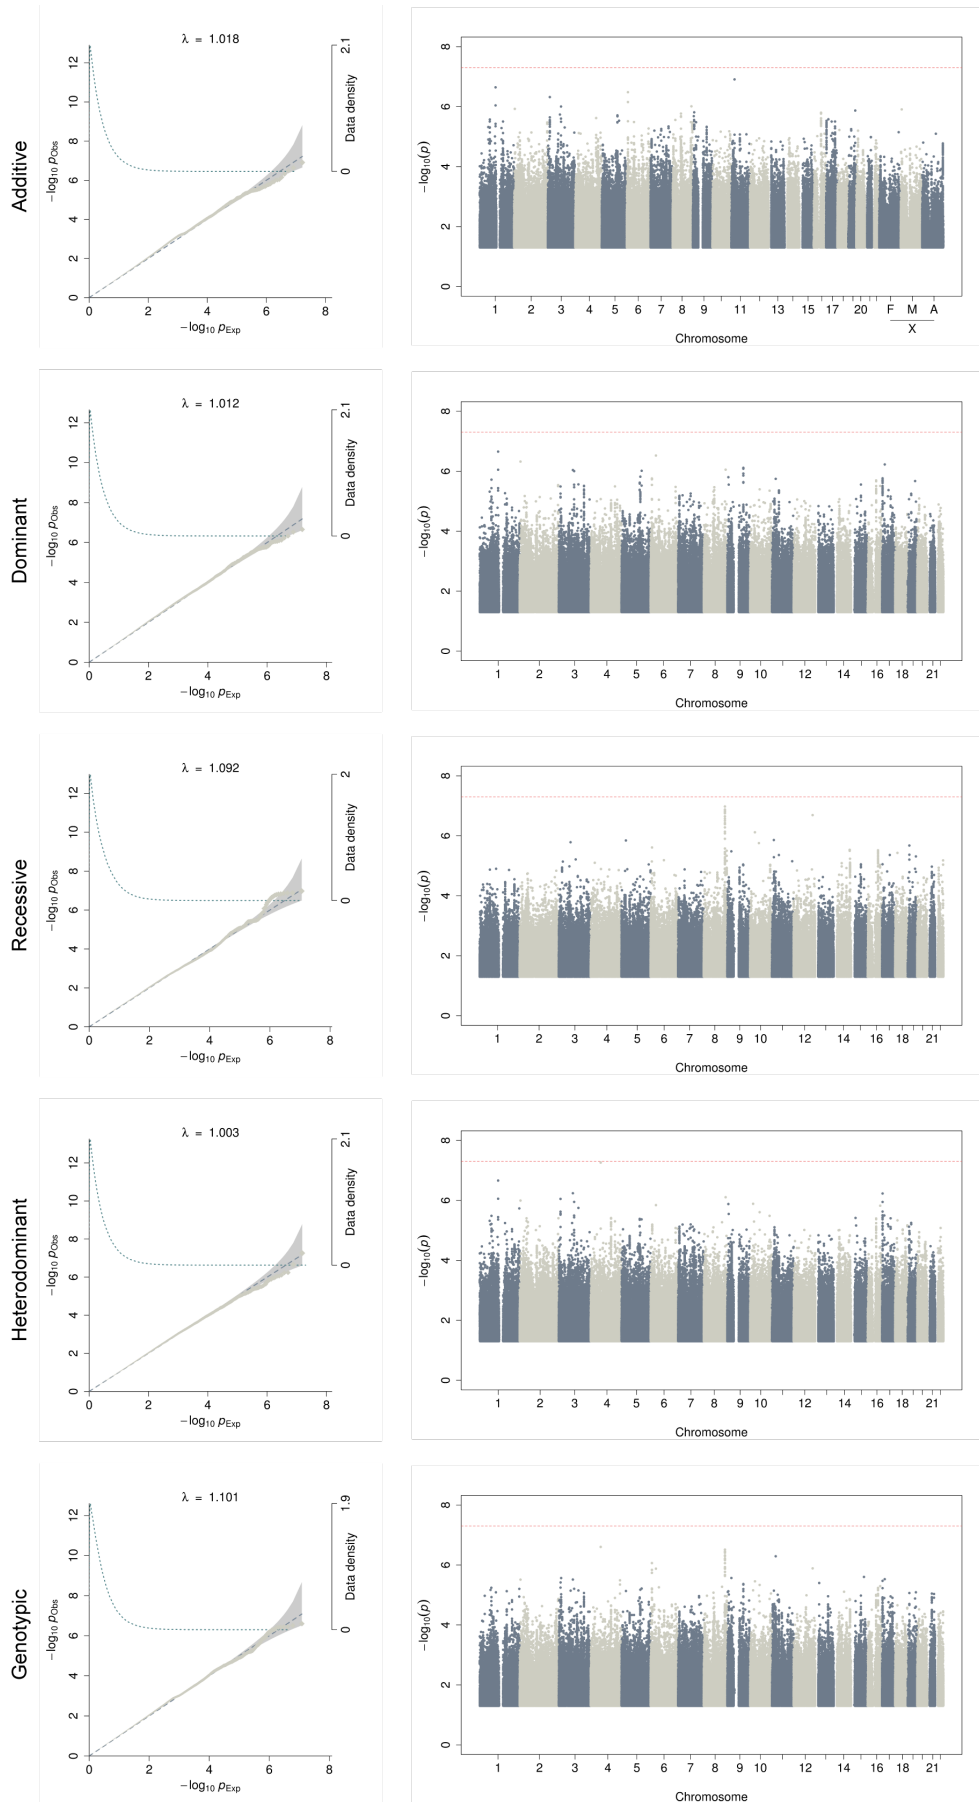 Additive
λ = 1.018
−log10 pObs
0 2 4 6 8 10 12
Data density
0 2.1
0 2 4 6 8
−log10 pExp
−log10(p)
0 2 4 6 8
1 2 3 4 5 6 7 8 9 11 13 15 17 20 F M A
X
Chromosome
Dominant
λ = 1.012
−log10 pObs
0 2 4 6 8 10 12
Data density
0 2.1
0 2 4 6 8
−log10 pExp
−log10(p)
0 2 4 6 8
1 2 3 4 5 6 7 8 9 10 12 14 16 18 21
Chromosome
Recessive
λ = 1.092
−log10 pObs
0 2 4 6 8 10 12
Data density
0 2
0 2 4 6 8
−log10 pExp
−log10(p)
0 2 4 6 8
1 2 3 4 5 6 7 8 9 10 12 14 16 18 21
Chromosome
Heterodominant
λ = 1.003
−log10 pObs
0 2 4 6 8 10 12
Data density
0 2.1
0 2 4 6 8
−log10 pExp
−log10(p)
0 2 4 6 8
1 2 3 4 5 6 7 8 9 10 12 14 16 18 21
Chromosome
Genotypic
λ = 1.101
−log10 pObs
0 2 4 6 8 10 12
Data density
0 1.9
0 2 4 6 8
−log10 pExp
−log10(p)
0 2 4 6 8
1 2 3 4 5 6 7 8 9 10 12 14 16 18 21
Chromosome